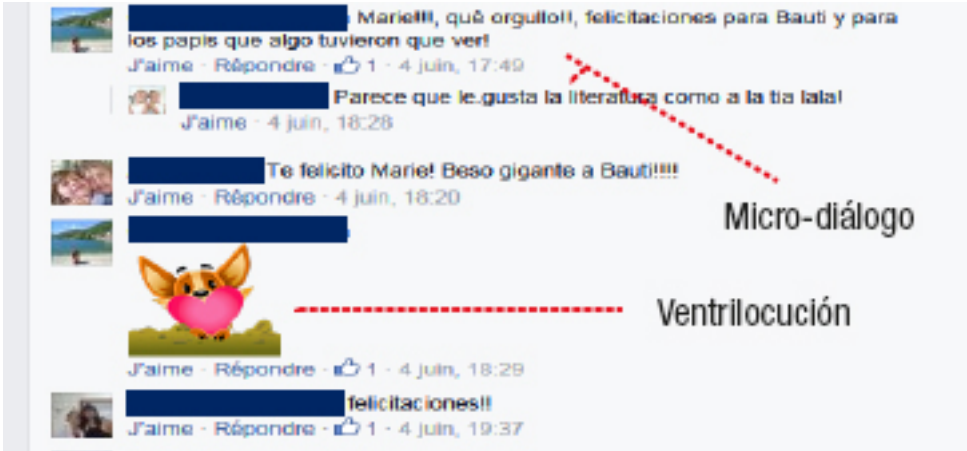 Marie!!!!, què orgullo!!, felicitaciones para Bauti y para
los papis que algo tuvieron que ver!
J'aime · Répondre · 1 · 4 juin, 17:49
Parece que le.gusta la literatura como a la tia lala!
J'aime · 4 juin, 18:28
Te felicito Marie! Beso gigante a Bauti!!!!!
J'aime · Répondre · 4 juin, 18:20
Micro-diálogo
Ventrilocución
J'aime · Répondre · 1 · 4 juin, 18:29
felicitaciones!!
J'aime · Répondre · 1 · 4 juin, 19:37